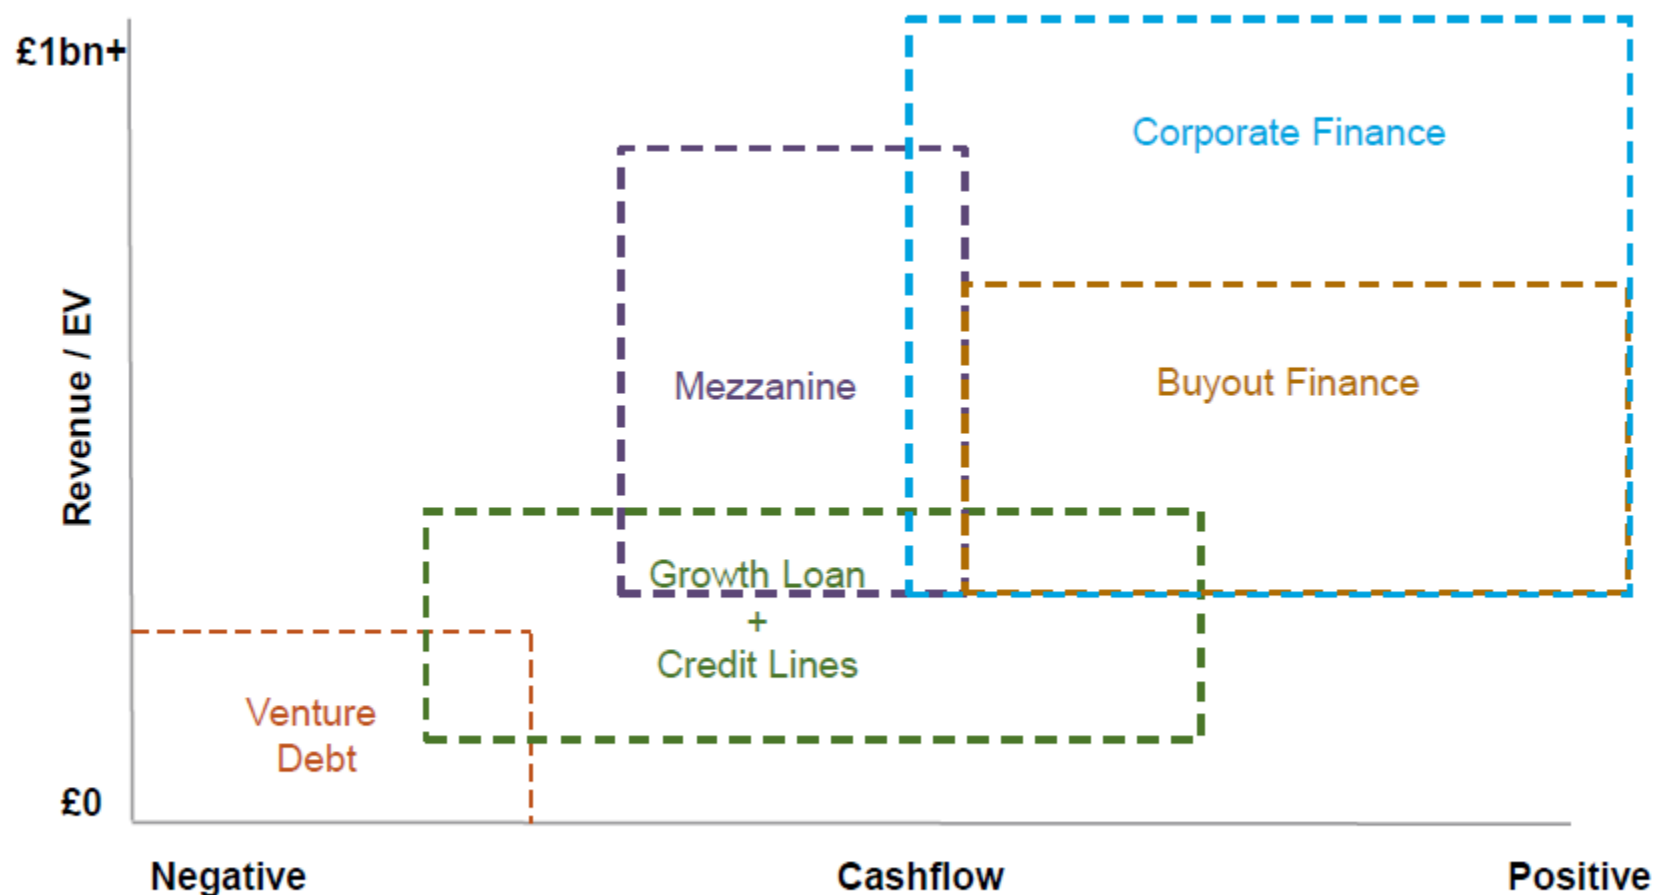 £1bn+
Corporate Finance
Revenue / EV
Mezzanine
Buyout Finance
Growth Loan
+
Credit Lines
Venture
Debt
£0
Negative
Cashflow
Positive